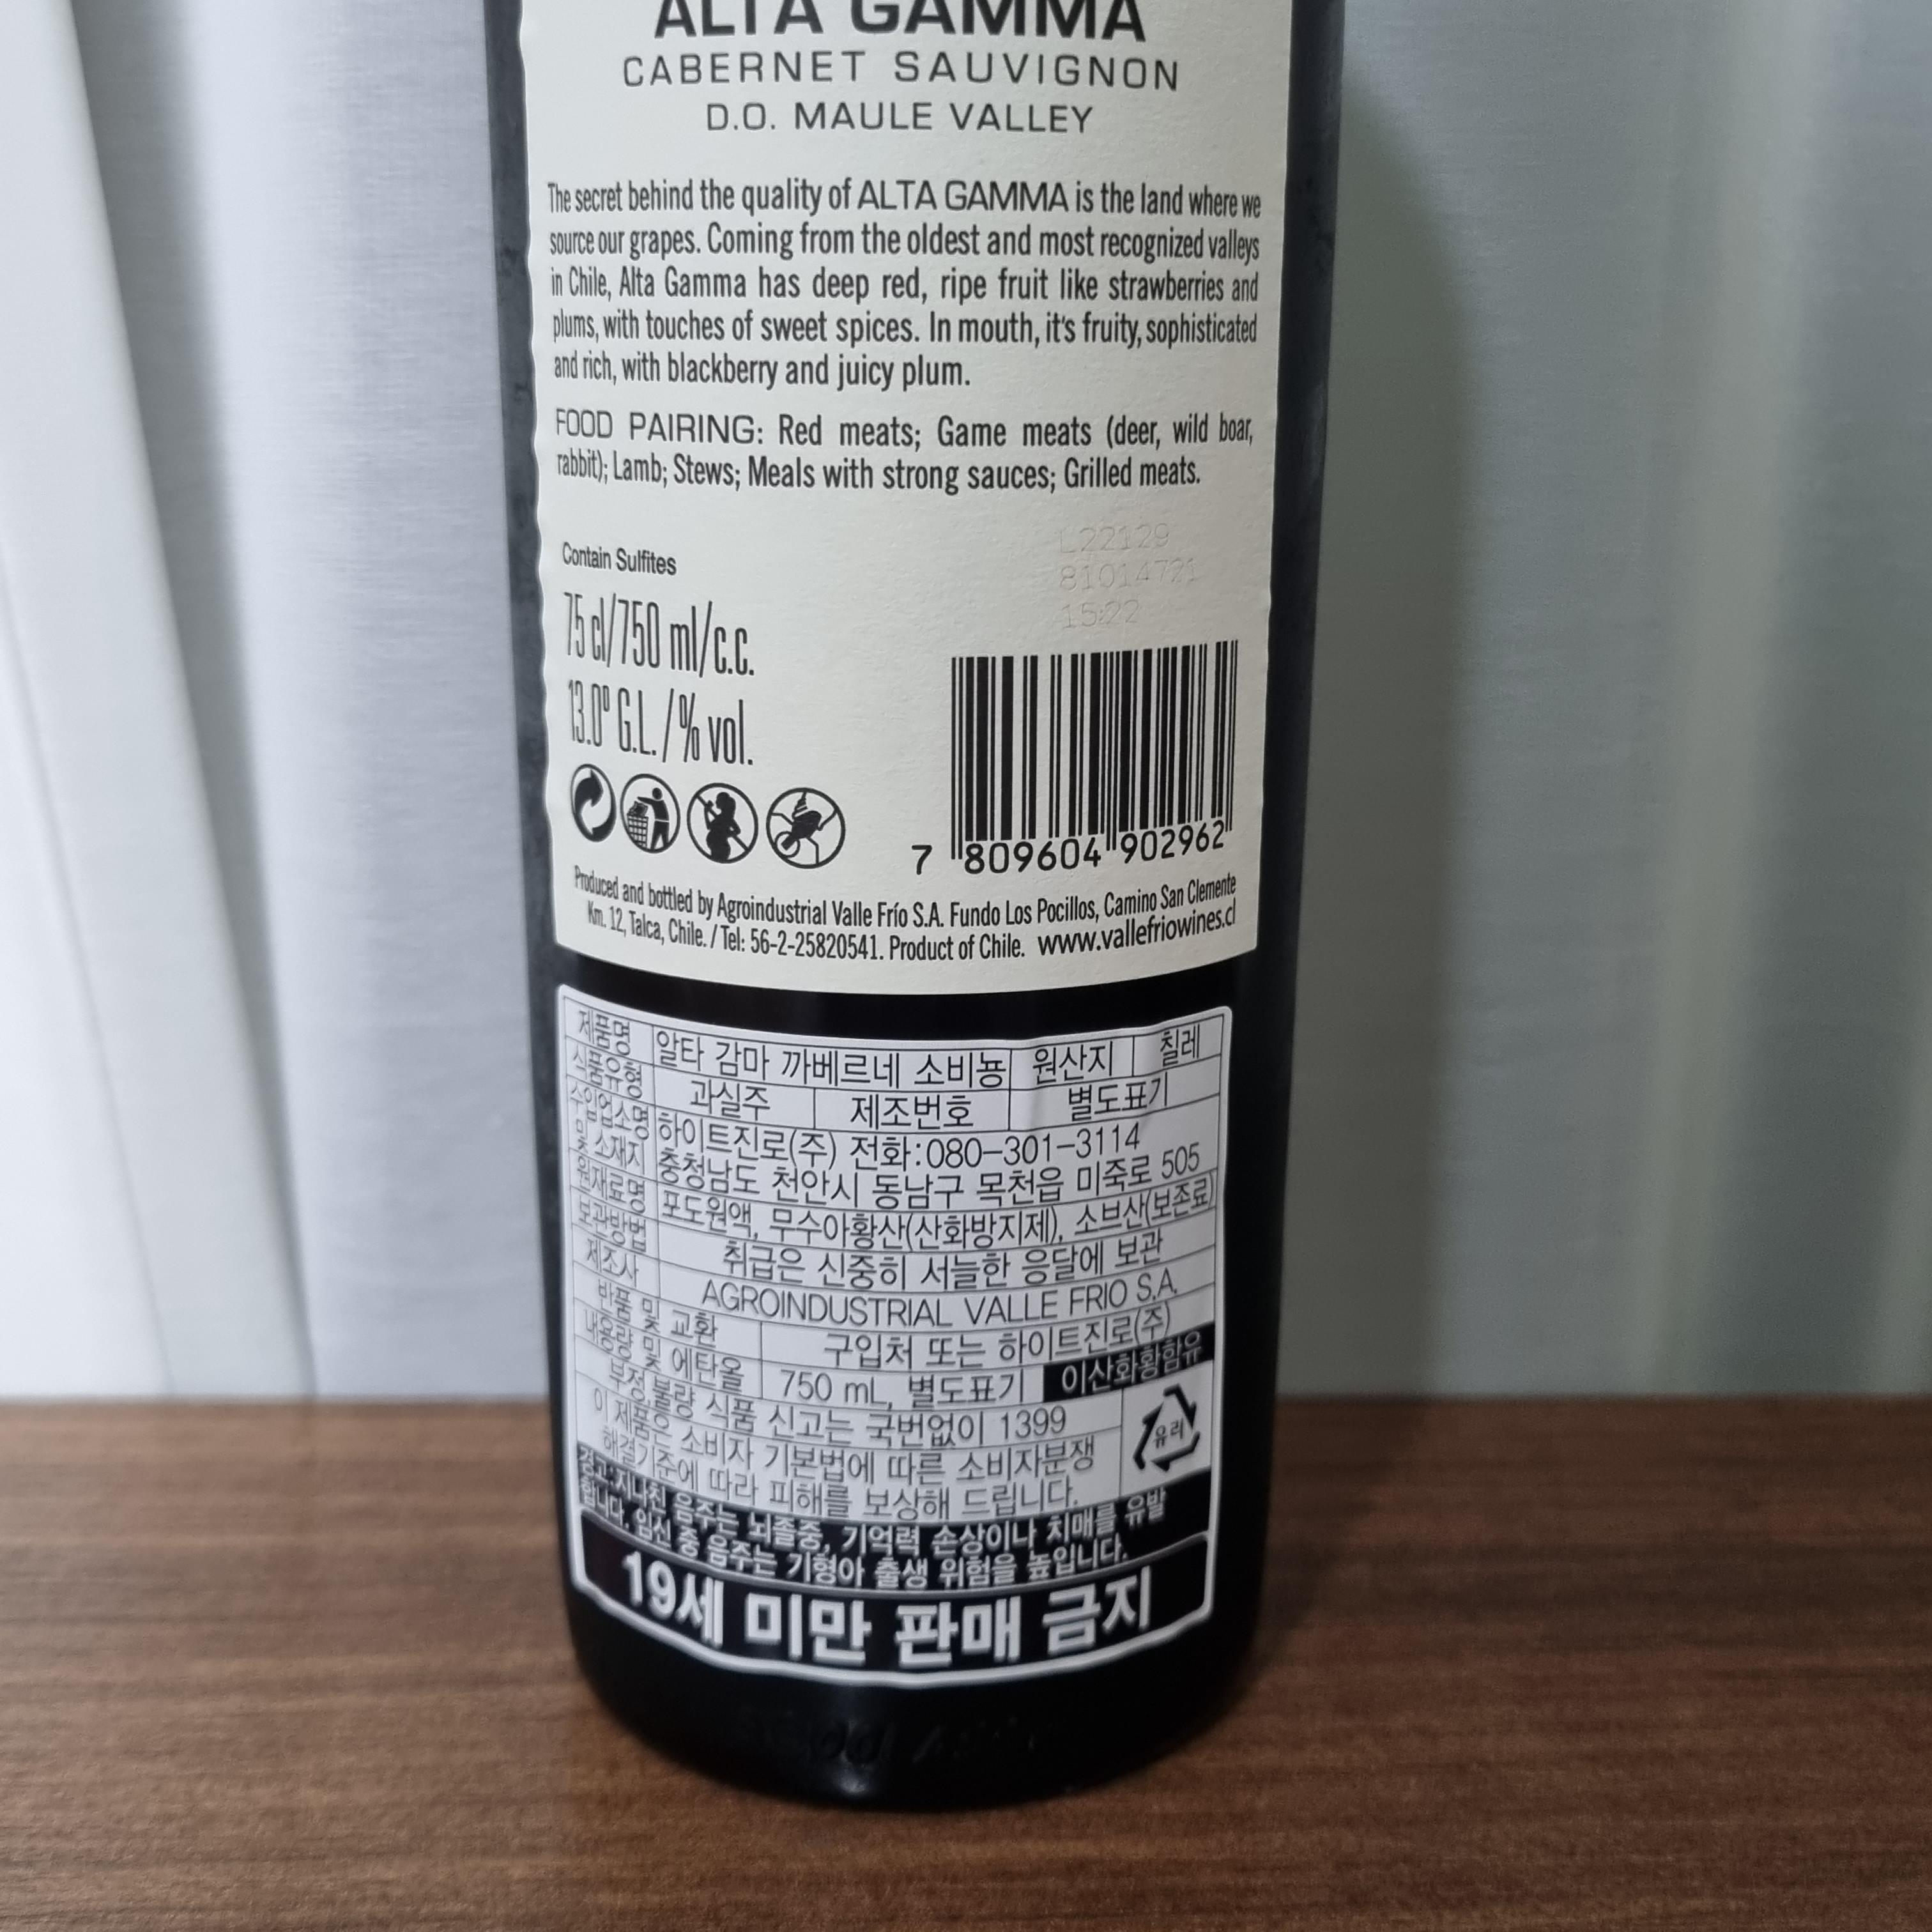 ALTA GAMMA
CABERNET SAUVIGNON
D.O. MAULE VALLEY
The secret behind the quality of ALTA GAMMA is the land where we
source our grapes. Coming from the oldest and most recognized valleys
in Chile, Alta Gamma has deep red, ripe fruit like strawberries and
plums, with touches of sweet spices. In mouth, it's fruity, sophisticated
and rich, with blackberry and juicy plum.
FOOD PAIRING: Red meats; Game meats (deer, wild boar,
rabbit); Lamb; Stews; Meals with strong sauces; Grilled meats.
L22129
81014721
15:22
Contain Sulfites
75 cl/750 ml/c.c.
13.0° G.L./% vol.
7 809604 902962
Produced and bottled by Agroindustrial Valle Frío S.A. Fundo Los Pocillos, Camino San Clemente
Km. 12, Talca, Chile. / Tel: 56-2-25820541. Product of Chile. www.vallefriowines.cl
제품명 알타 감마 까베르네 소비뇽 원산지 칠레
식품유형 과실주 제조번호 별도표기
수입업소명 하이트진로(주) 전화:080-301-3114
및 소재지 충청남도 천안시 동남구 목천읍 미죽로 505
원재료명 포도원액, 무수아황산(산화방지제), 소브산(보존료)
보관방법 취급은 신중히 서늘한 응달에 보관
제조사 AGROINDUSTRIAL VALLE FRIO S.A.
반품 및 교환 구입처 또는 하이트진로(주)
내용량 및 에탄올 750 mL, 별도표기 이산화황함유
부정.불량 식품 신고는 국번없이 1399
이 제품은 소비자 기본법에 따른 소비자분쟁
해결기준에 따라 피해를 보상해 드립니다.
유리
경고:지나친 음주는 뇌졸중, 기억력 손상이나 치매를 유발
합니다. 임신 중 음주는 기형아 출생 위험을 높입니다.
19세 미만 판매 금지